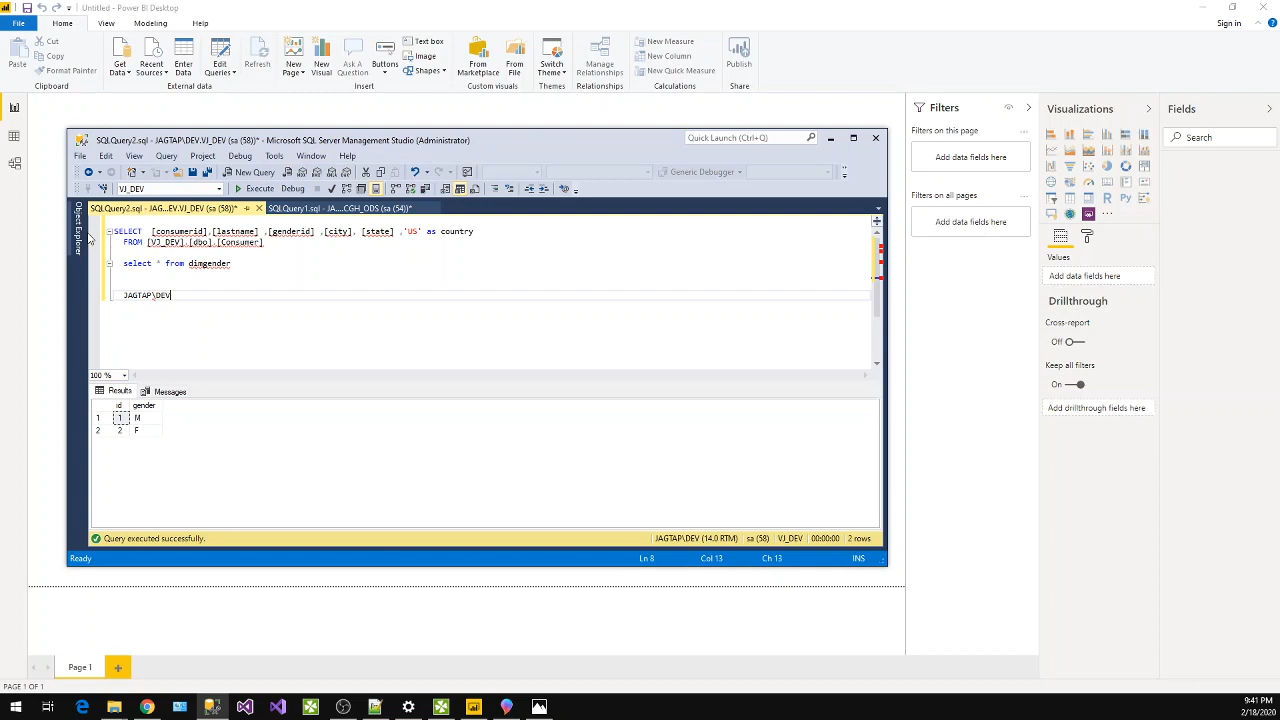 Untitled - Power BI Desktop
Sign in
File
Home
View
Modeling
Help
Paste
Cut
Copy
Format Painter
Clipboard
Get Data
Recent Sources
Enter Data
Edit Queries
Refresh
External data
New Page
New Visual
Ask A Question
Buttons
Text box
Image
Shapes
Insert
From Marketplace
From File
Custom visuals
Switch Theme
Themes
Manage Relationships
Relationships
New Measure
New Column
New Quick Measure
Calculations
Publish
Share
SQLQuery2.sql - JAGTAP\DEV.VJ_DEV (sa (58))* - Microsoft SQL Server Management Studio (Administrator)
Quick Launch (Ctrl+Q)
File Edit View Query Project Debug Tools Window Help
New Query
Generic Debugger
VJ_DEV
Execute Debug
Object Explorer
SQLQuery2.sql - JAG...EV.VJ_DEV (sa (58))*
SQLQuery1.sql - JA....CGH_ODS (sa (54))*
SELECT [consumerid],[lastname] ,[genderid] ,[city], [state] ,'US' as country
FROM [VJ_DEV].[dbo].[Consumer]
select * from dimgender
JAGTAP\DEV
100 %
Results
Messages
id gender
1 1 M
2 2 F
Query executed successfully.
JAGTAP\DEV (14.0 RTM) sa (58) VJ_DEV 00:00:00 2 rows
Ready
Ln 8 Col 13 Ch 13 INS
Filters
Filters on this page
...
Add data fields here
Filters on all pages
...
Add data fields here
Visualizations
R
Py
...
Values
Add data fields here
Drillthrough
Cross-report
Off
Keep all filters
On
Add drillthrough fields here
Fields
Search
Page 1
PAGE 1 OF 1
9:41 PM
2/18/2020